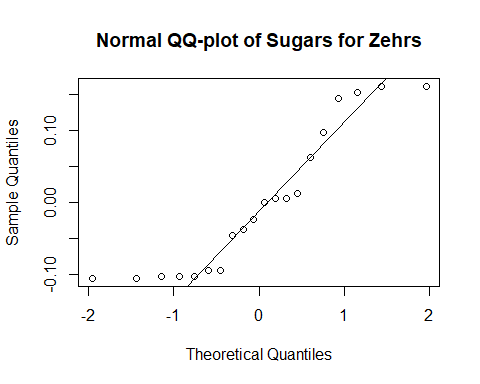 Normal QQ-plot of Sugars for Zehrs
Sample Quantiles
0.10
0.00
-0.10
-2
-1
0
1
2
Theoretical Quantiles